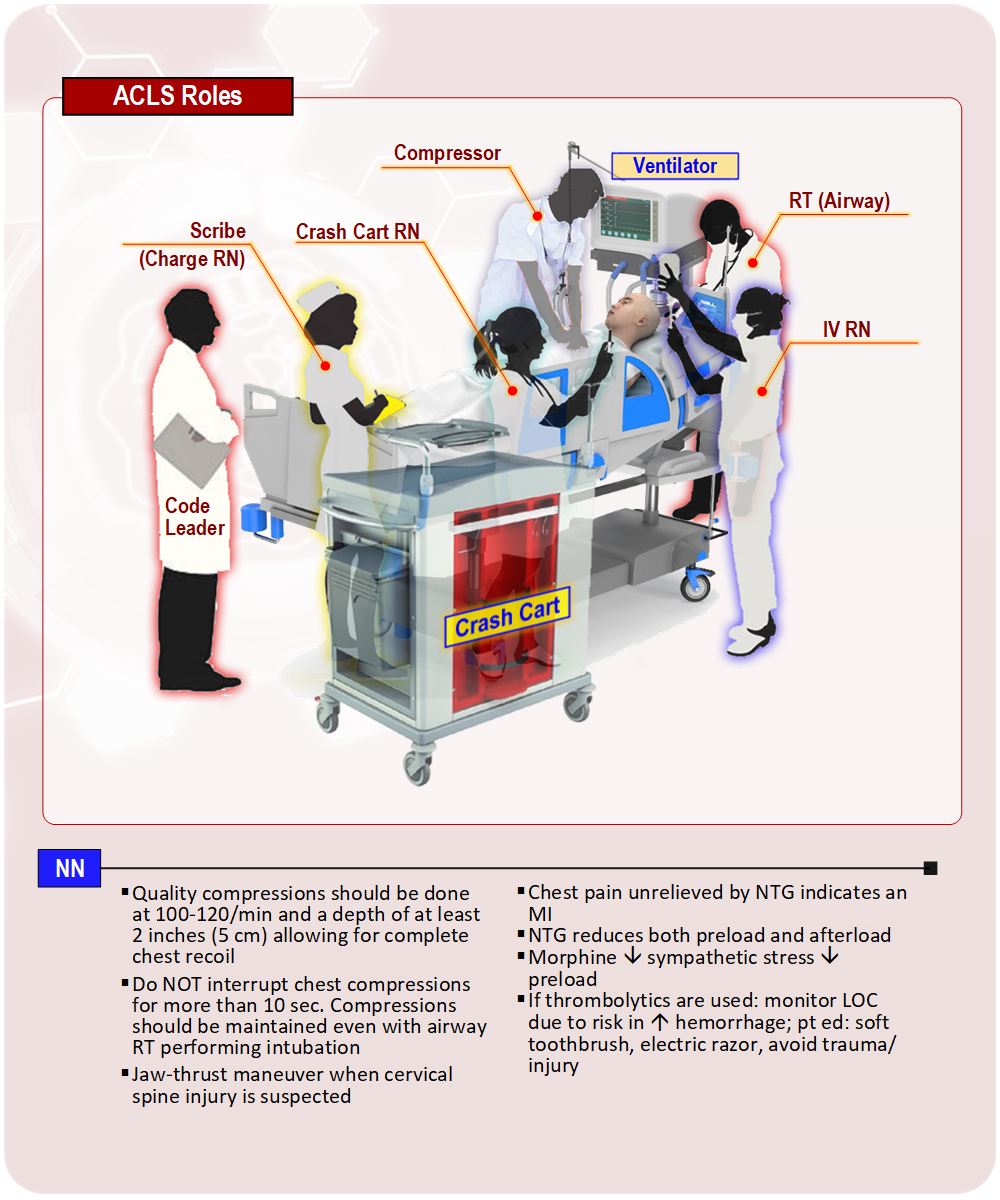 ACLS Roles
Compressor
Ventilator
RT (Airway)
Scribe
(Charge RN)
Crash Cart RN
IV RN
Code
Leader
Crash Cart
NN
▪Quality compressions should be done
at 100-120/min and a depth of at least
2 inches (5 cm) allowing for complete
chest recoil
▪Do NOT interrupt chest compressions
for more than 10 sec. Compressions
should be maintained even with airway
RT performing intubation
▪Jaw-thrust maneuver when cervical
spine injury is suspected
▪Chest pain unrelieved by NTG indicates an
MI
▪NTG reduces both preload and afterload
▪Morphine ↓ sympathetic stress ↓
preload
▪If thrombolytics are used: monitor LOC
due to risk in ↑ hemorrhage; pt ed: soft
toothbrush, electric razor, avoid trauma/
injury